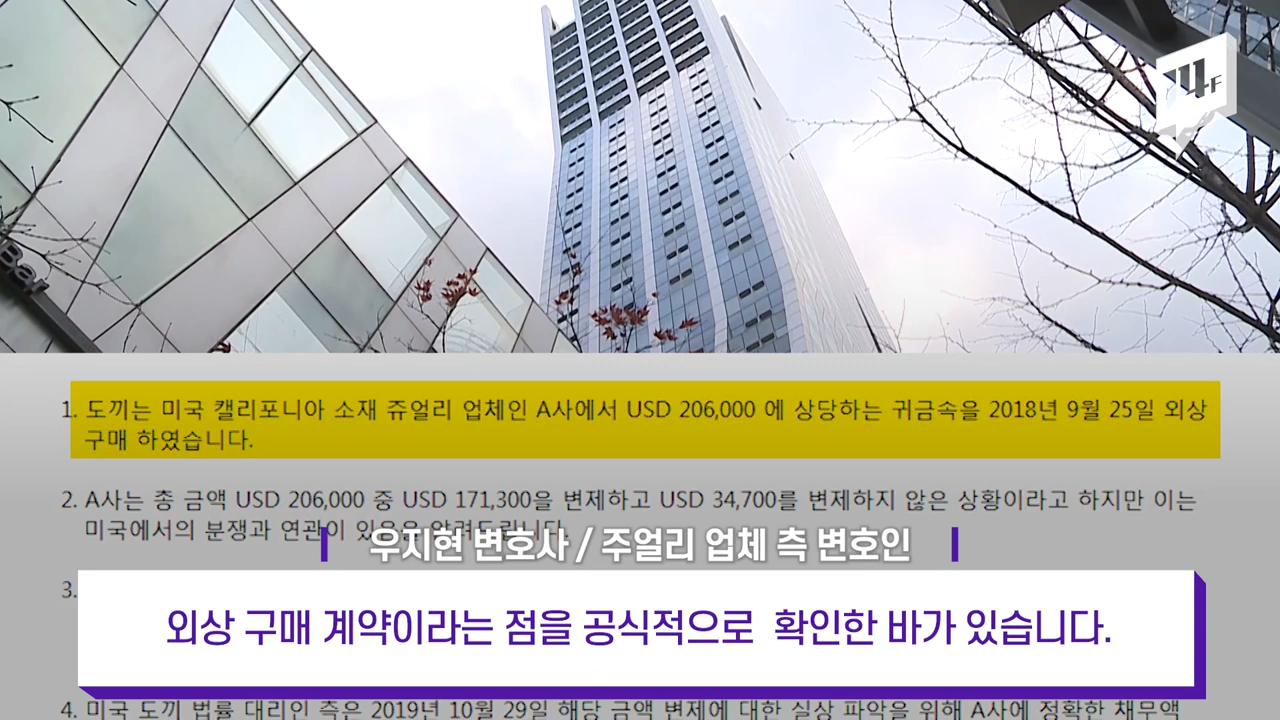 1. 도끼는 미국 캘리포니아 소재 쥬얼리 업체인 A사에서 USD 206,000 에 상당하는 귀금속을 2018년 9월 25일 외상
구매 하였습니다.
2. A사는 총 금액 USD 206,000 중 USD 171,300을 변제하고 USD 34,700를 변제하지 않은 상황이라고 하지만 이는
미국에서의 분쟁과 연관이 있음을 알려드립니다.
우지현 변호사 / 주얼리 업체 측 변호인
3.
외상 구매 계약이라는 점을 공식적으로 확인한 바가 있습니다.
4. 미국 도끼 법률 대리인 측은 2019년 10월 29일 해당 금액 변제에 대한 실상 파악을 위해 A사에 정확한 채무액